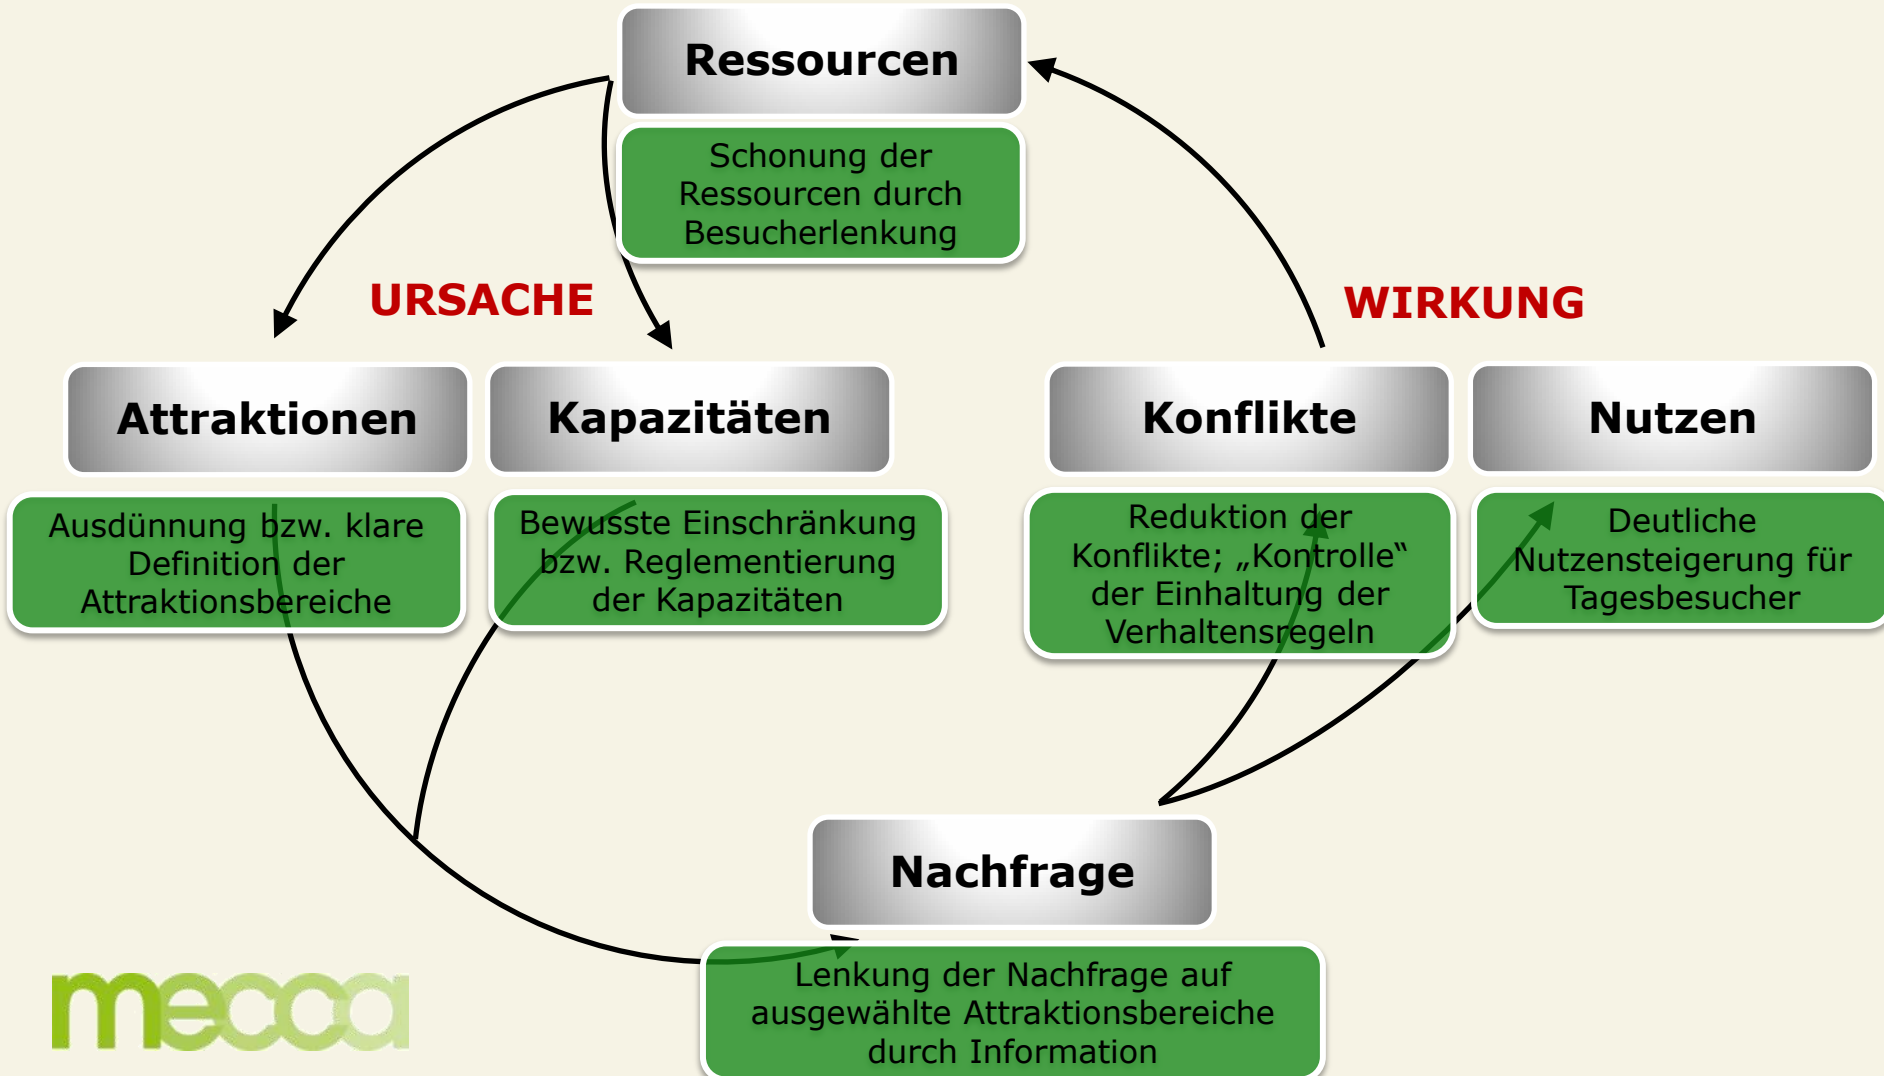 Ressourcen
Schonung der
Ressourcen durch
Besucherlenkung
URSACHE
WIRKUNG
Attraktionen
Ausdünnung bzw. klare
Definition der
Attraktionsbereiche
Kapazitäten
Bewusste Einschränkung
bzw. Reglementierung
der Kapazitäten
Konflikte
Reduktion der
Konflikte; „Kontrolle“
der Einhaltung der
Verhaltensregeln
Nutzen
Deutliche
Nutzensteigerung für
Tagesbesucher
Nachfrage
Lenkung der Nachfrage auf
ausgewählte Attraktionsbereiche
durch Information
mecca